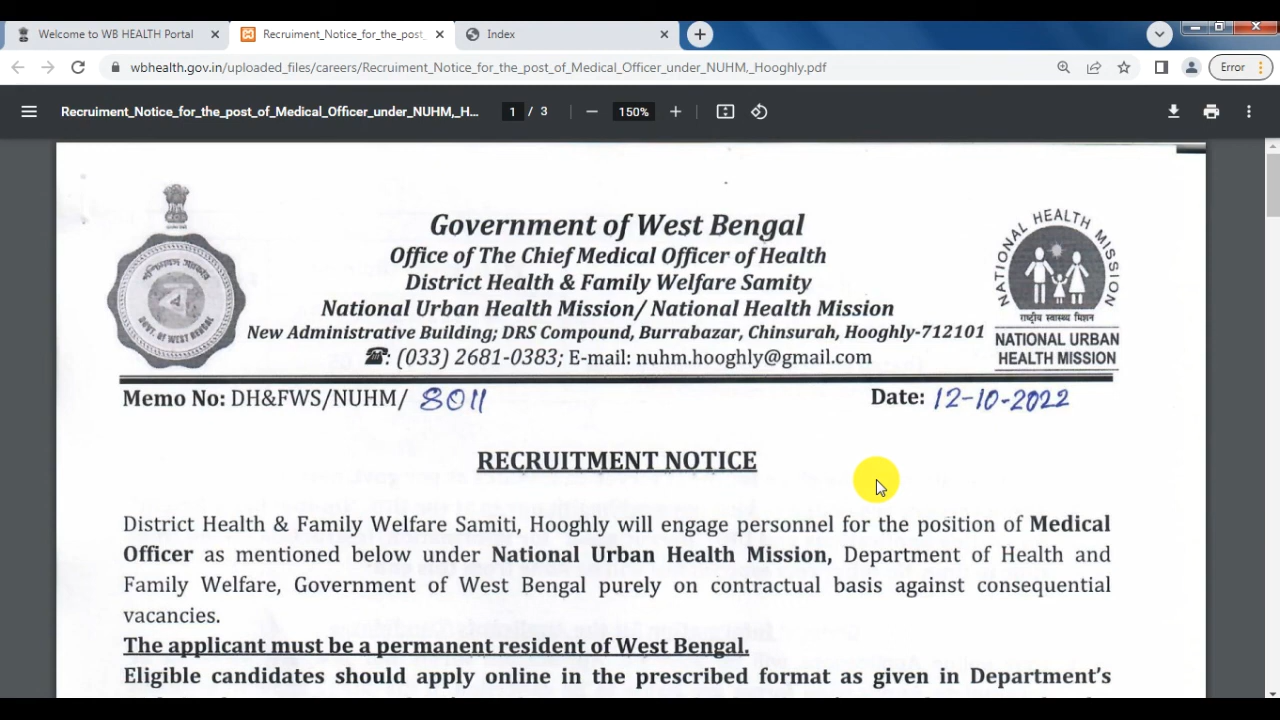 Welcome to WB HEALTH Portal
Recruiment_Notice_for_the_post_
Index
wbhealth.gov.in/uploaded_files/careers/Recruiment_Notice_for_the_post_of_Medical_Officer_under_NUHM,_Hooghly.pdf
Error
Recruiment_Notice_for_the_post_of_Medical_Officer_under_NUHM,_H...
1 / 3
150%
Government of West Bengal
Office of The Chief Medical Officer of Health
District Health & Family Welfare Samity
National Urban Health Mission/ National Health Mission
New Admnistrative Building; DRS Compound, Burrabazar, Chinsurah, Hooghly-712101
☎: (033) 2681-0383; E-mail: nuhm.hooghly@gmail.com
GOVT. OF WEST BENGAL
NATIONAL HEALTH MISSION
राष्ट्रीय स्वास्थ्य मिशन
NATIONAL URBAN
HEALTH MISSION
Memo No: DH&FWS/NUHM/ 8011
Date: 12-10-2022
RECRUITMENT NOTICE
District Health & Family Welfare Samiti, Hooghly will engage personnel for the position of Medical
Officer as mentioned below under National Urban Health Mission, Department of Health and
Family Welfare, Government of West Bengal purely on contractual basis against consequential
vacancies.
The applicant must be a permanent resident of West Bengal.
Eligible candidates should apply online in the prescribed format as given in Department's